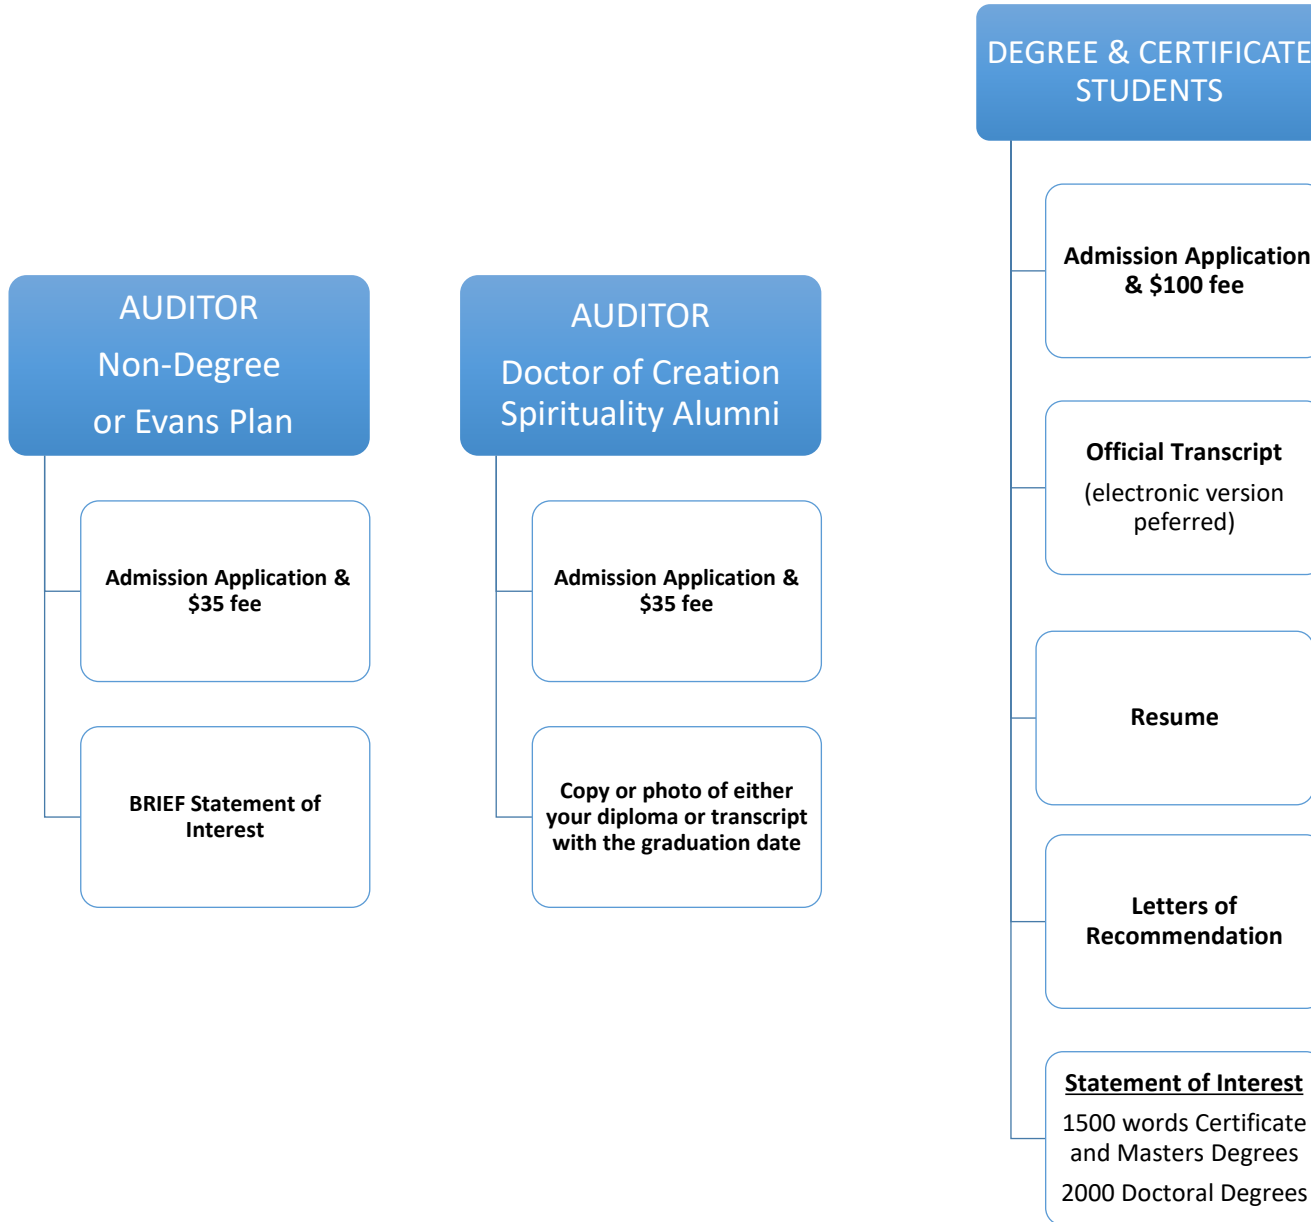 AUDITOR
Non-Degree
or Evans Plan
Admission Application &
$35 fee
BRIEF Statement of
Interest
AUDITOR
Doctor of Creation
Spirituality Alumni
Admission Application &
$35 fee
Copy or photo of either
your diploma or transcript
with the graduation date
DEGREE & CERTIFICATE
STUDENTS
Admission Application
& $100 fee
Official Transcript
(electronic version
peferred)
Resume
Letters of
Recommendation
Statement of Interest
1500 words Certificate
and Masters Degrees
2000 Doctoral Degrees